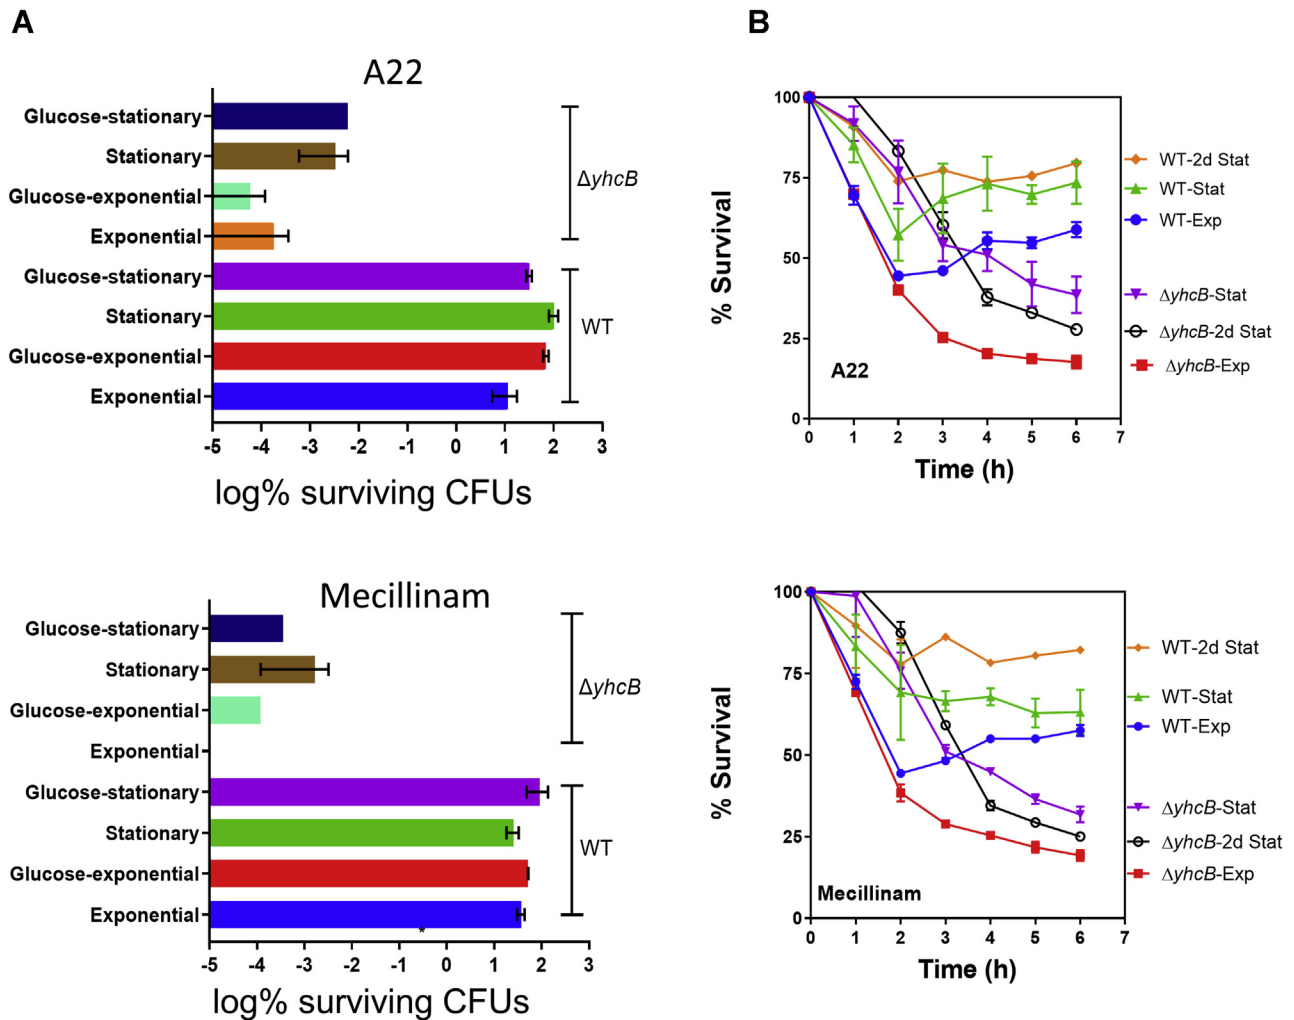 A
A22
Glucose-stationary
Stationary
Glucose-exponential
Exponential
ΔyhcB
Glucose-stationary
Stationary
Glucose-exponential
Exponential
WT
-5 -4 -3 -2 -1 0 1 2 3
log% surviving CFUs
Mecillinam
Glucose-stationary
Stationary
Glucose-exponential
Exponential
ΔyhcB
Glucose-stationary
Stationary
Glucose-exponential
Exponential
WT
*
-5 -4 -3 -2 -1 0 1 2 3
log% surviving CFUs
B
% Survival
100
75
50
25
0
A22
0 1 2 3 4 5 6 7
Time (h)
WT-2d Stat
WT-Stat
WT-Exp
ΔyhcB-Stat
ΔyhcB-2d Stat
ΔyhcB-Exp
% Survival
100
75
50
25
0
Mecillinam
0 1 2 3 4 5 6 7
Time (h)
WT-2d Stat
WT-Stat
WT-Exp
ΔyhcB-Stat
ΔyhcB-2d Stat
ΔyhcB-Exp